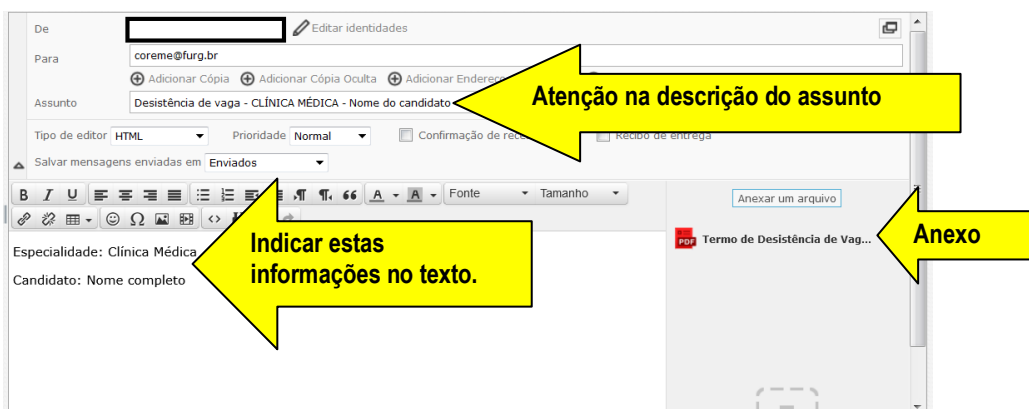 De Editar identidades
Para coreme@furg.br
Adicionar Cópia Adicionar Cópia Oculta Adicionar
Assunto Desistência de vaga - CLÍNICA MÉDICA - Nome do candidato
Atenção na descrição do assunto
Tipo de editor HTML Prioridade Normal Confirmação de Recibo de entrega
Salvar mensagens enviadas em Enviados
B I U A A Fonte Tamanho
Anexar um arquivo
PDF Termo de Desistência de Vag...
Anexo
Especialidade: Clínica Médica
Candidato: Nome completo
Indicar estas
informações no texto.